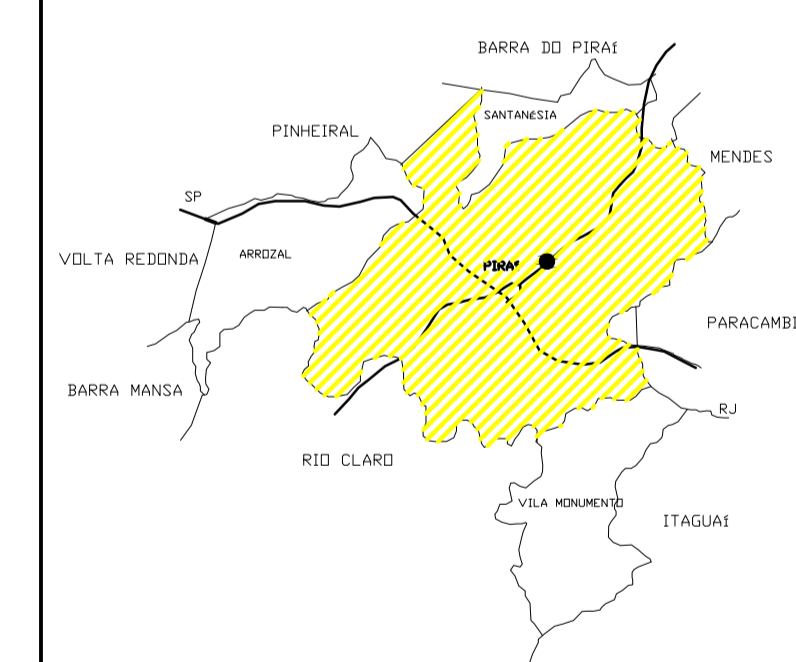 BARRA DO PIRAí
SANTANéSIA
PINHEIRAL
MENDES
SP
ARROZAL
VOLTA REDONDA
PIRAí
PARACAMBI
BARRA MANSA
RJ
RIO CLARO
VILA MONUMENTO
ITAGUAí